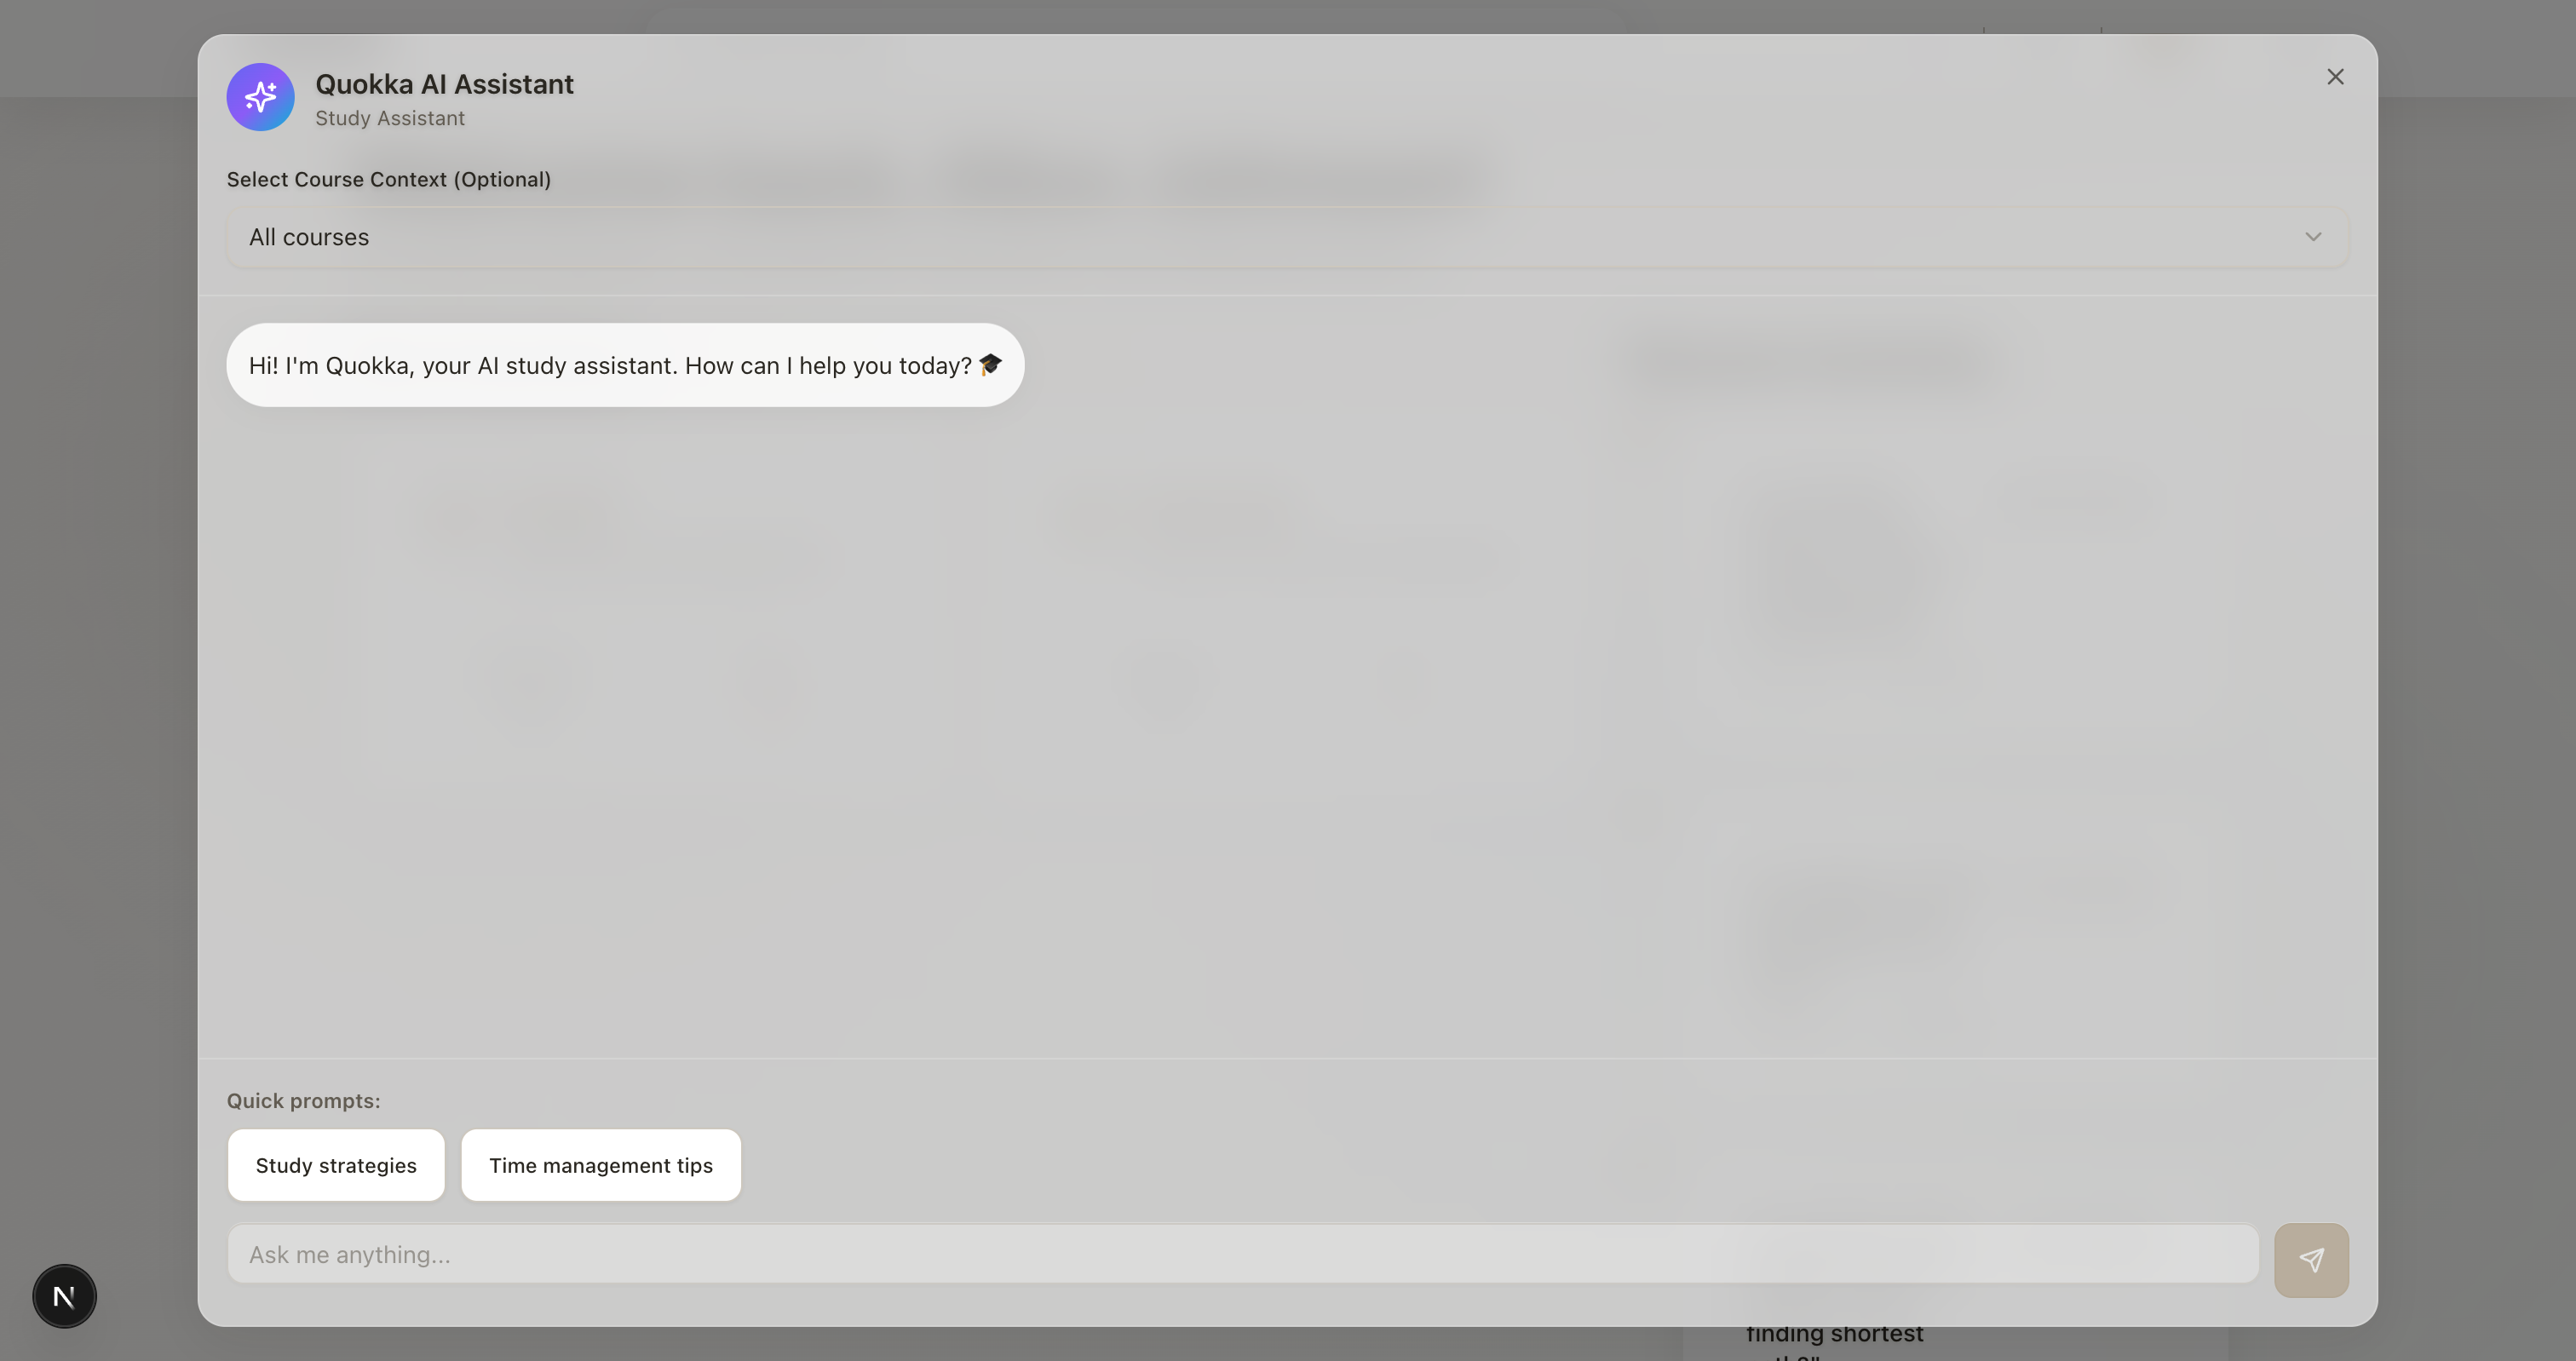 Quokka AI Assistant
Study Assistant
Select Course Context (Optional)
All courses
Hi! I'm Quokka, your AI study assistant. How can I help you today? 🎓
Quick prompts:
Study strategies
Time management tips
Ask me anything...
N
finding shortest